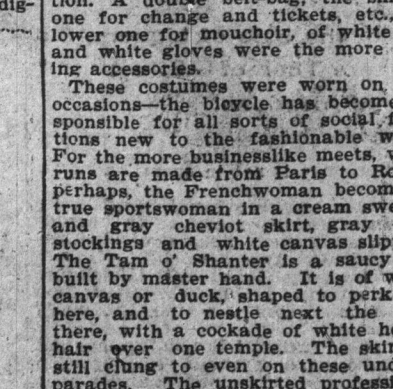 dig-
tion. A double belt-bag, the
one for change and tickets, etc.,
lower one for mouchoir, of white
and white gloves were the more
ing accessories.
These costumes were worn on
occasions—the bicycle has become
sponsible for all sorts of social
tions new to the fashionable w
For the more businesslike meets, w
runs are made from Paris to Ro
perhaps, the Frenchwoman becom
true sportswoman in a cream swe
and gray cheviot skirt, gray
stockings and white canvas slip
The Tam o' Shanter is a saucy
built by master hand. It is of w
canvas or duck, shaped to perk
here, and to nestle next the
there, with a cockade of white ho
hair over one temple. The skir
still clung to even on these und
parades. The unskirted professi